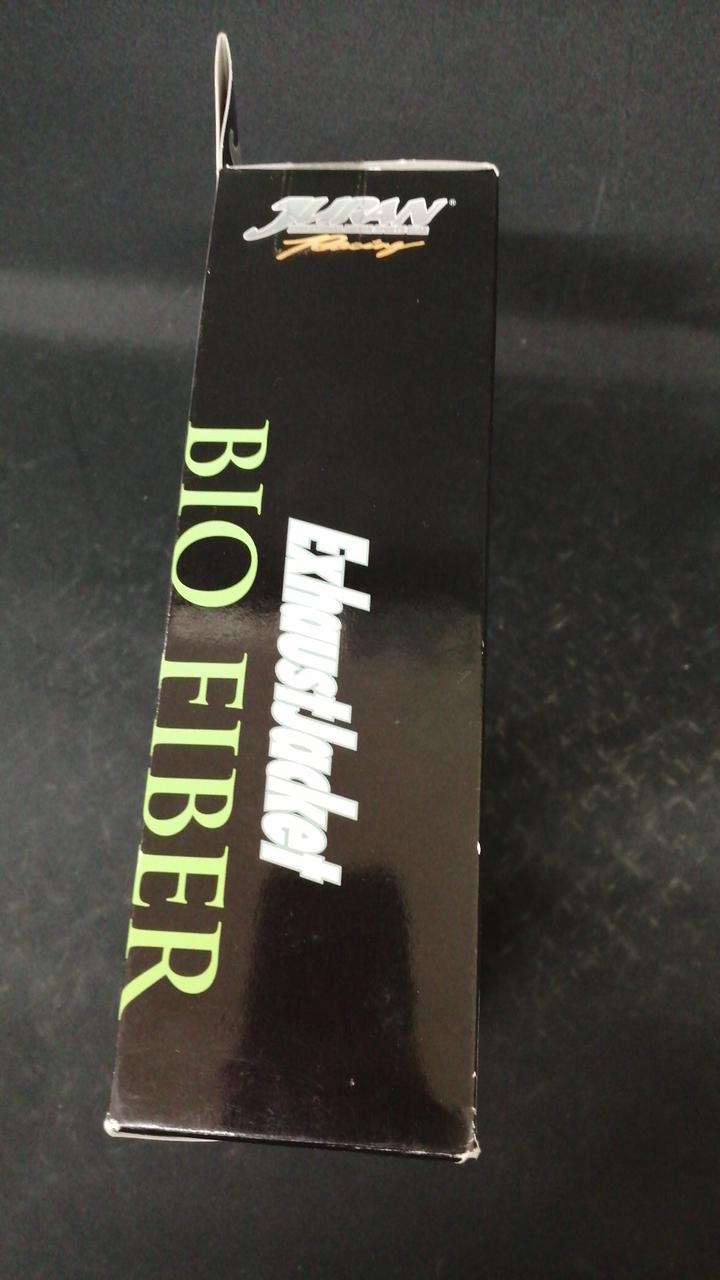 JURAN®
Racing
ExhaustJacket
BIO FIBER